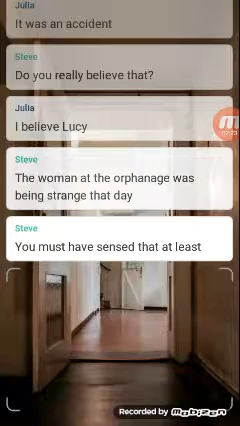 Julia
It was an accident
Steve
Do you really believe that?
Julia
I believe Lucy
Steve
The woman at the orphanage was
being strange that day
Steve
You must have sensed that at least
Recorded by mobizen